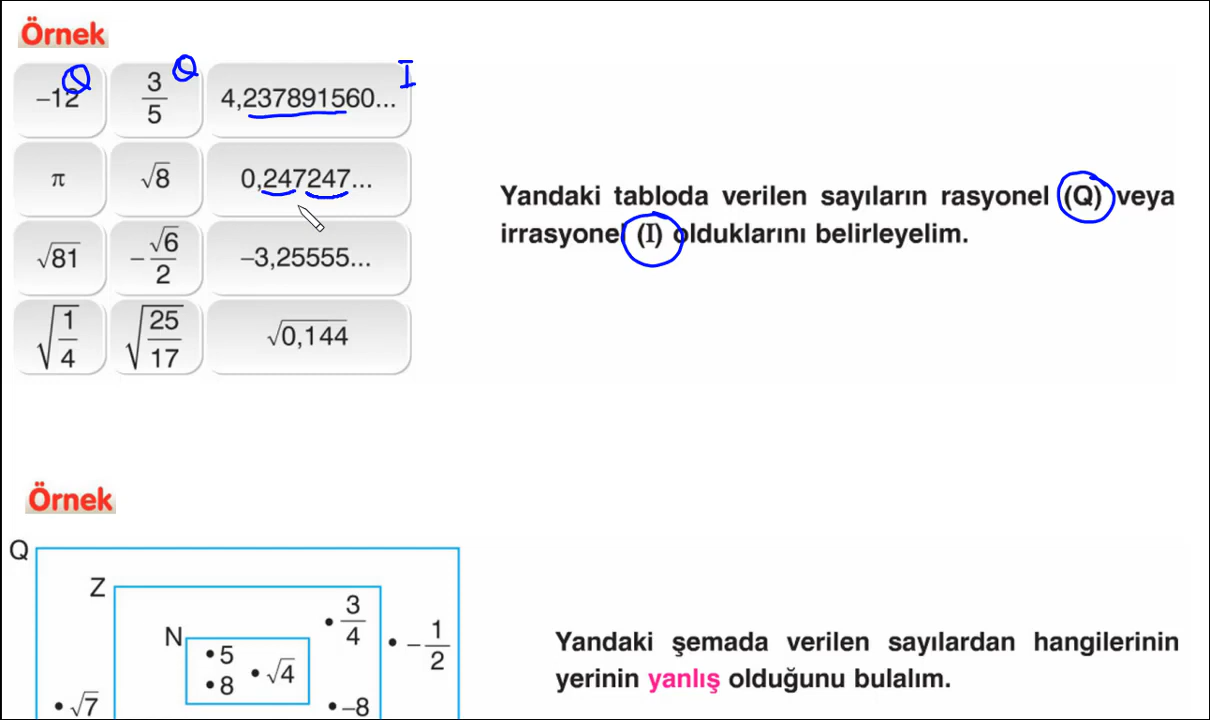 Örnek
−12 Q
3/5 Q
4,237891560... I
π
√8
0,247247...
√81
−√6/2
−3,25555...
√(1/4)
√(25/17)
√0,144
Yandaki tabloda verilen sayıların rasyonel (Q) veya
irrasyonel (I) olduklarını belirleyelim.
Örnek
Q
Z
N
• 5
• 8
• √4
• 3/4
• −8
• −1/2
• √7
Yandaki şemada verilen sayılardan hangilerinin
yerinin yanlış olduğunu bulalım.